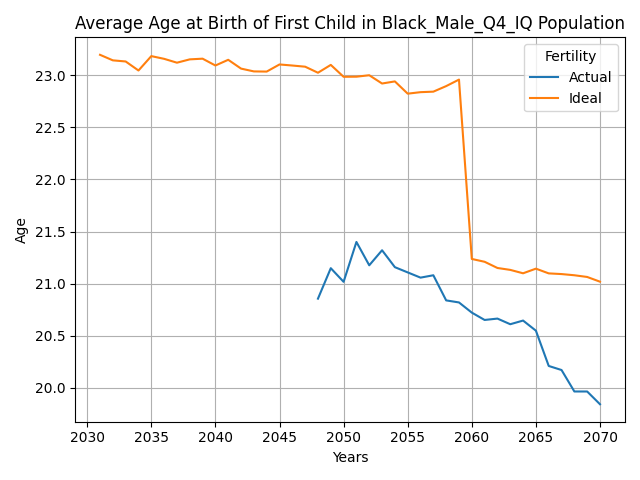 Average Age at Birth of First Child in Black_Male_Q4_IQ Population
Fertility
Actual
Ideal
Age
23.0
22.5
22.0
21.5
21.0
20.5
20.0
2030 2035 2040 2045 2050 2055 2060 2065 2070
Years